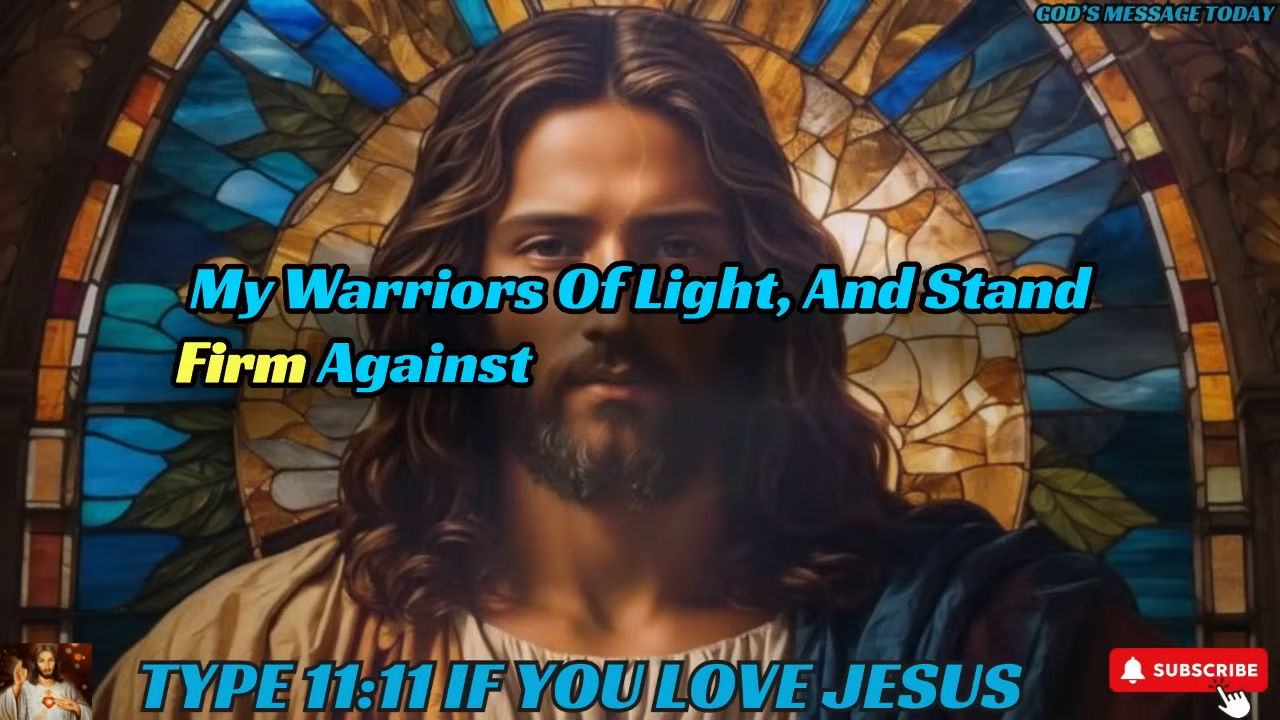 GOD'S MESSAGE TODAY
My Warriors Of Light, And Stand
Firm Against
TYPE 11:11 IF YOU LOVE JESUS
SUBSCRIBE